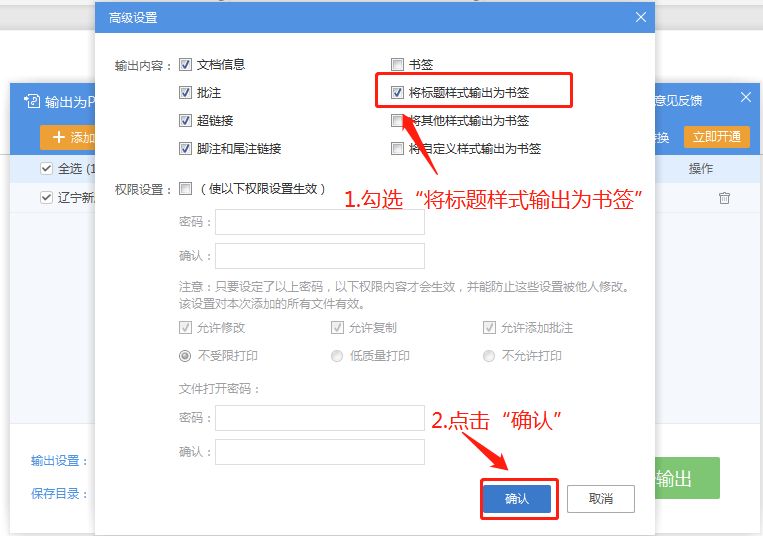 高级设置
输出内容：
文档信息
书签
批注
将标题样式输出为书签
超链接
将其他样式输出为书签
脚注和尾注链接
将自定义样式输出为书签
1.勾选“将标题样式输出为书签”
权限设置：
（使以下权限设置生效）
密码：
确认：
注意：只要设定了以上密码，以下权限内容才会生效，并能防止这些设置被他人修改。
该设置对本次添加的所有文件有效。
允许修改
允许复制
允许添加批注
不受限打印
低质量打印
不允许打印
文件打开密码：
密码：
2.点击“确认”
确认：
确认
取消
输出为P
意见反馈
添加
换
立即开通
全选 (1
操作
辽宁新
输出设置：
保存目录：
输出